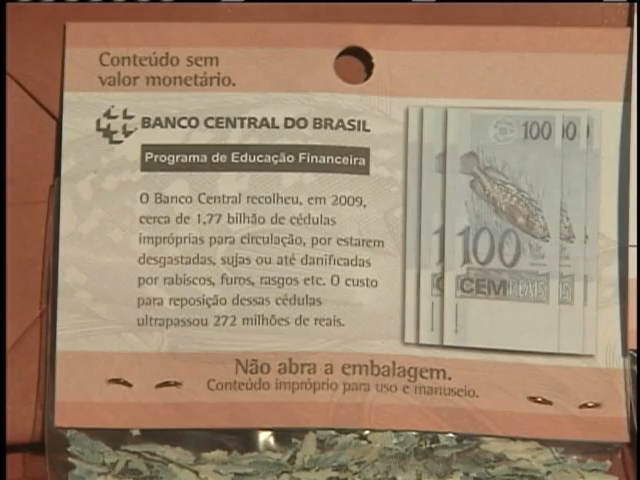 Conteúdo sem
valor monetário.
BANCO CENTRAL DO BRASIL
Programa de Educação Financeira
O Banco Central recolheu, em 2009,
cerca de 1,77 bilhão de cédulas
impróprias para circulação, por estarem
desgastadas, sujas ou até danificadas
por rabiscos, furos, rasgos etc. O custo
para reposição dessas cédulas
ultrapassou 272 milhões de reais.
100
100
CEM REAIS
Não abra a embalagem.
Conteúdo impróprio para uso e manuseio.